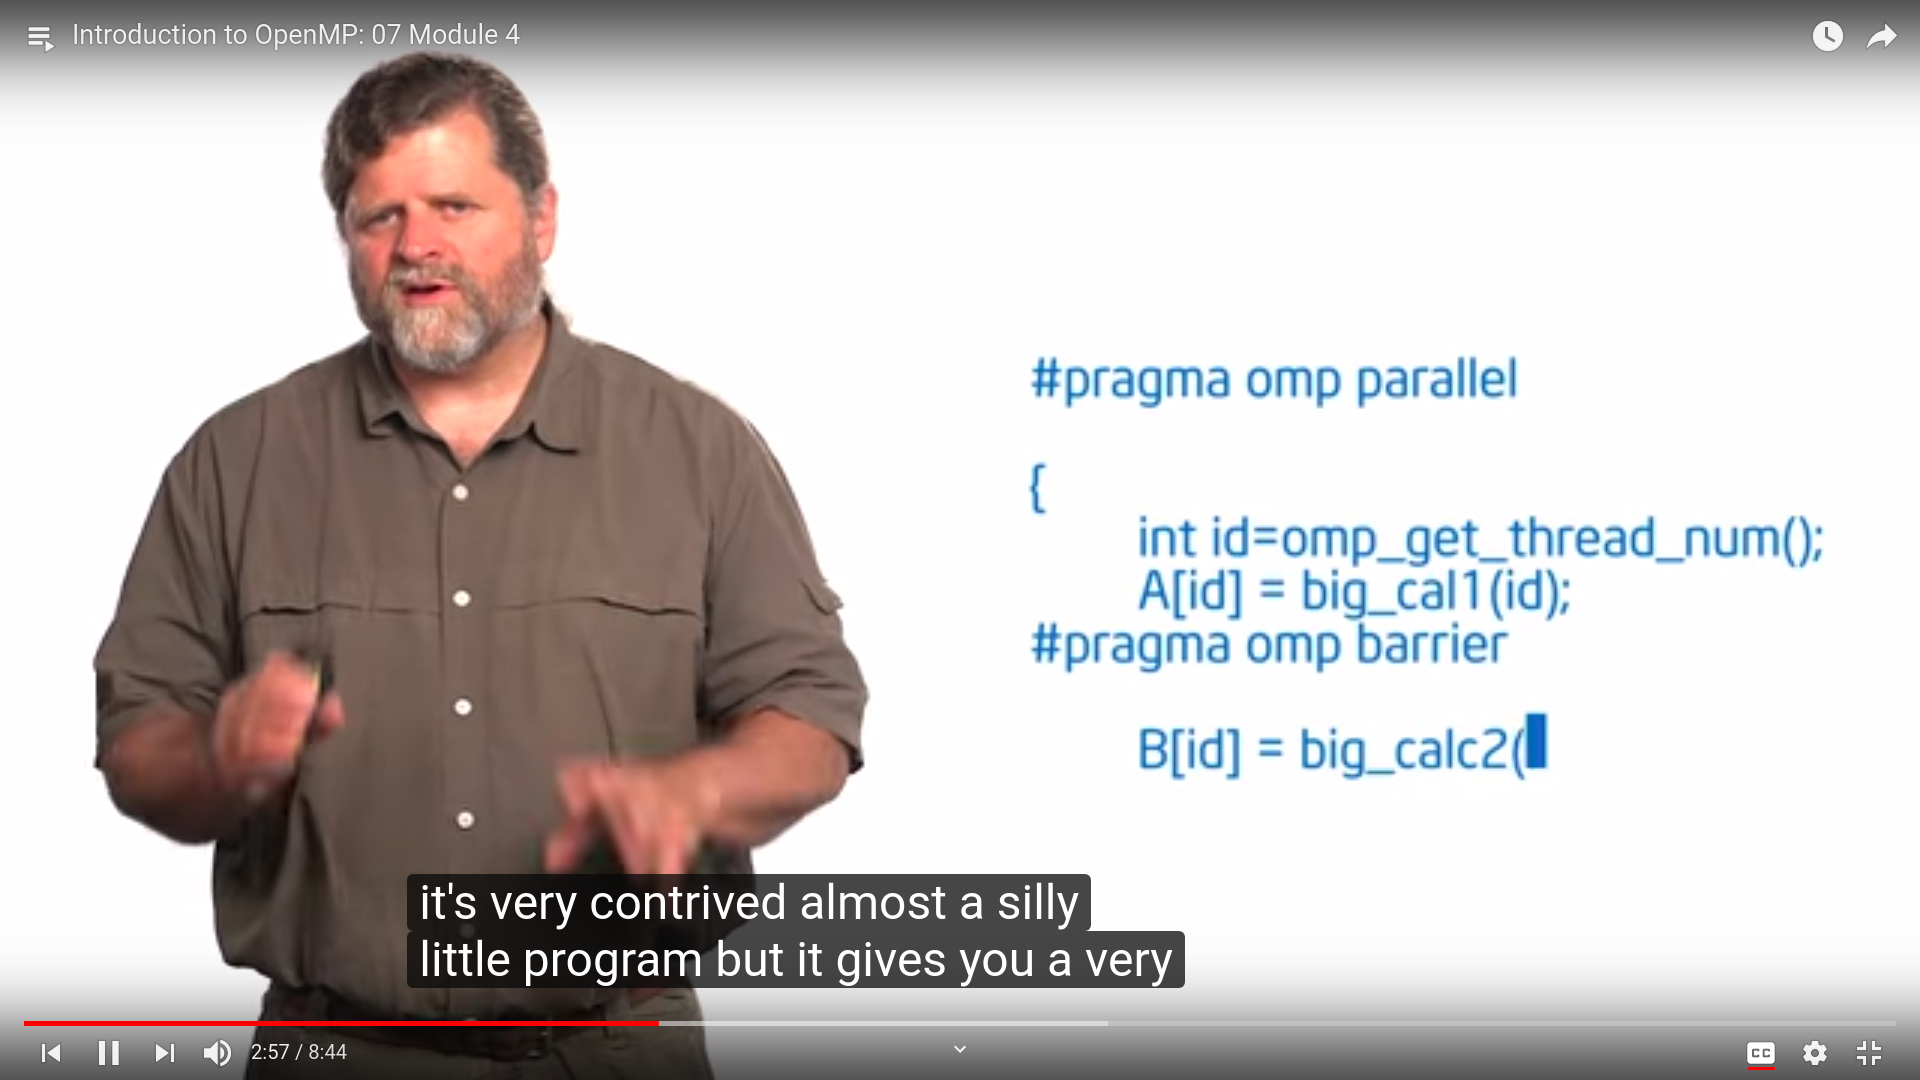 Introduction to OpenMP: 07 Module 4
#pragma omp parallel
{
int id=omp_get_thread_num();
A[id] = big_cal1(id);
#pragma omp barrier
B[id] = big_calc2(
it's very contrived almost a silly
little program but it gives you a very
2:57 / 8:44
CC